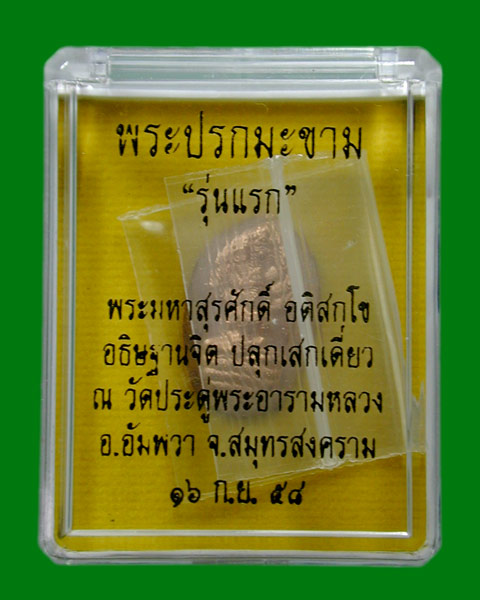 พระปรกมะขาม
“รุ่นแรก”
พระมหาสุรศักดิ์ อติสกฺโข
อธิษฐานจิต ปลุกเสกเดี่ยว
ณ วัดประดู่พระอารามหลวง
อ.อัมพวา จ.สมุทรสงคราม
๑๖ ก.ย. ๕๘